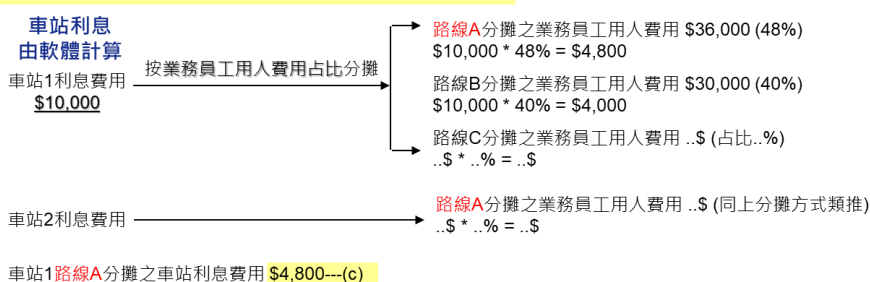 車站利息
由軟體計算
車站1利息費用
$10,000
按業務員工用人費用占比分攤
路線A分攤之業務員工用人費用 $36,000 (48%)
$10,000 * 48% = $4,800
路線B分攤之業務員工用人費用 $30,000 (40%)
$10,000 * 40% = $4,000
路線C分攤之業務員工用人費用 ..$ (占比..%)
..$ * ..% = ..$
車站2利息費用
路線A分攤之業務員工用人費用 ..$ (同上分攤方式類推)
..$ * ..% = ..$
車站1路線A分攤之車站利息費用 $4,800---(c)